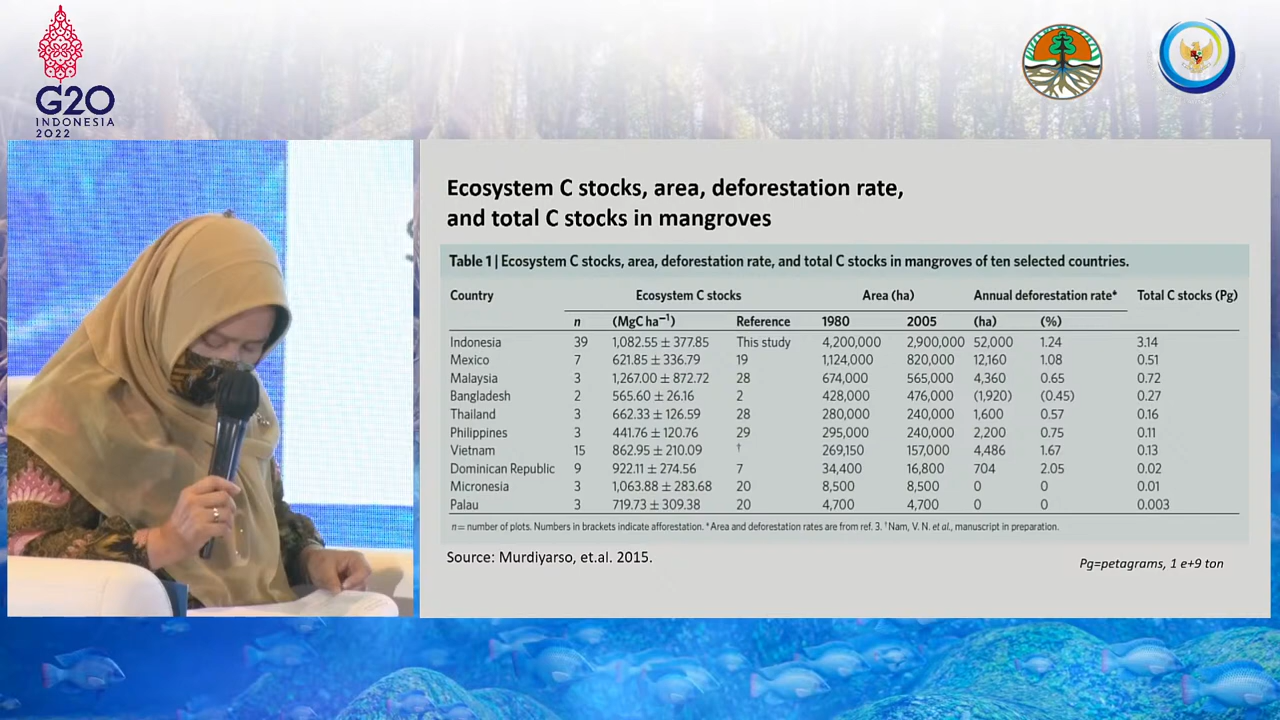 G20
INDONESIA
2022
Ecosystem C stocks, area, deforestation rate,
and total C stocks in mangroves
Table 1 | Ecosystem C stocks, area, deforestation rate, and total C stocks in mangroves of ten selected countries.
Country Ecosystem C stocks Area (ha) Annual deforestation rate* Total C stocks (Pg)
n (MgC ha⁻¹) Reference 1980 2005 (ha) (%)
Indonesia 39 1,082.55 ± 377.85 This study 4,200,000 2,900,000 52,000 1.24 3.14
Mexico 7 621.85 ± 336.79 19 1,124,000 820,000 12,160 1.08 0.51
Malaysia 3 1,267.00 ± 872.72 28 674,000 565,000 4,360 0.65 0.72
Bangladesh 2 565.60 ± 26.16 2 428,000 476,000 (1,920) (0.45) 0.27
Thailand 3 662.33 ± 126.59 28 280,000 240,000 1,600 0.57 0.16
Philippines 3 441.76 ± 120.76 29 295,000 240,000 2,200 0.75 0.11
Vietnam 15 862.95 ± 210.09 † 269,150 157,000 4,486 1.67 0.13
Dominican Republic 9 922.11 ± 274.56 7 34,400 16,800 704 2.05 0.02
Micronesia 3 1,063.88 ± 283.68 20 8,500 8,500 0 0 0.01
Palau 3 719.73 ± 309.38 20 4,700 4,700 0 0 0.003
n = number of plots. Numbers in brackets indicate afforestation. *Area and deforestation rates are from ref. 3. †Nam, V. N. et al., manuscript in preparation.
Source: Murdiyarso, et.al. 2015.
Pg=petagrams, 1 e+9 ton